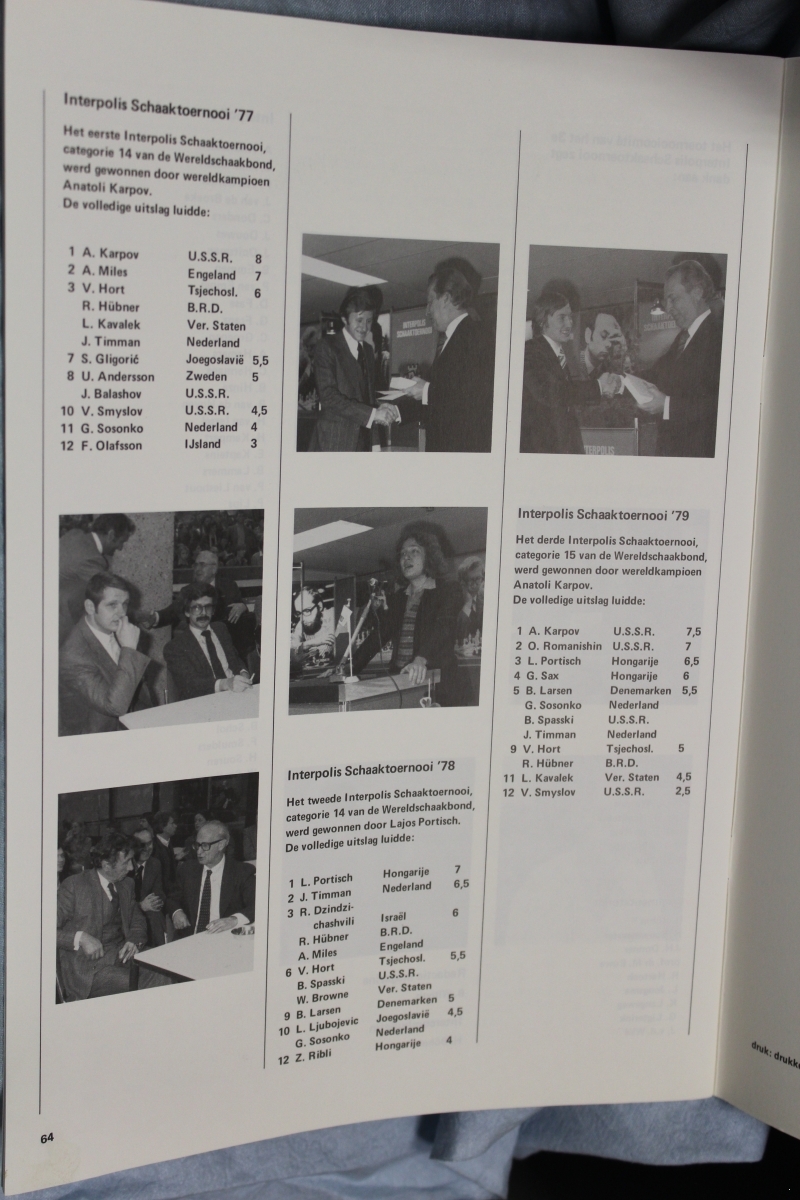 Interpolis Schaaktoernooi '77
Het eerste Interpolis Schaaktoernooi,
categorie 14 van de Wereldschaakbond,
werd gewonnen door wereldkampioen
Anatoli Karpov.
De volledige uitslag luidde:
1 A. Karpov U.S.S.R. 8
2 A. Miles Engeland 7
3 V. Hort Tsjechosl. 6
R. Hübner B.R.D.
L. Kavalek Ver. Staten
J. Timman Nederland
7 S. Gligorić Joegoslavië 5,5
8 U. Andersson Zweden 5
J. Balashov U.S.S.R.
10 V. Smyslov U.S.S.R. 4,5
11 G. Sosonko Nederland 4
12 F. Olafsson IJsland 3
INTERPOLIS
SCHAAKTOERNOOI
SCHAAKTOERNOOI
INTERPOLIS
Interpolis Schaaktoernooi '78
Het tweede Interpolis Schaaktoernooi,
categorie 14 van de Wereldschaakbond,
werd gewonnen door Lajos Portisch.
De volledige uitslag luidde:
1 L. Portisch Hongarije 7
2 J. Timman Nederland 6,5
3 R. Dzindzi-
chashvili Israël 6
R. Hübner B.R.D.
A. Miles Engeland
6 V. Hort Tsjechosl. 5,5
B. Spasski U.S.S.R.
W. Browne Ver. Staten
9 B. Larsen Denemarken 5
10 L. Ljubojevic Joegoslavië 4,5
G. Sosonko Nederland
12 Z. Ribli Hongarije 4
Interpolis Schaaktoernooi '79
Het derde Interpolis Schaaktoernooi,
categorie 15 van de Wereldschaakbond,
werd gewonnen door wereldkampioen
Anatoli Karpov.
De volledige uitslag luidde:
1 A. Karpov U.S.S.R. 7,5
2 O. Romanishin U.S.S.R. 7
3 L. Portisch Hongarije 6,5
4 G. Sax Hongarije 6
5 B. Larsen Denemarken 5,5
G. Sosonko Nederland
B. Spasski U.S.S.R.
J. Timman Nederland
9 V. Hort Tsjechosl. 5
R. Hübner B.R.D.
11 L. Kavalek Ver. Staten 4,5
12 V. Smyslov U.S.S.R. 2,5
64
druk: drukk